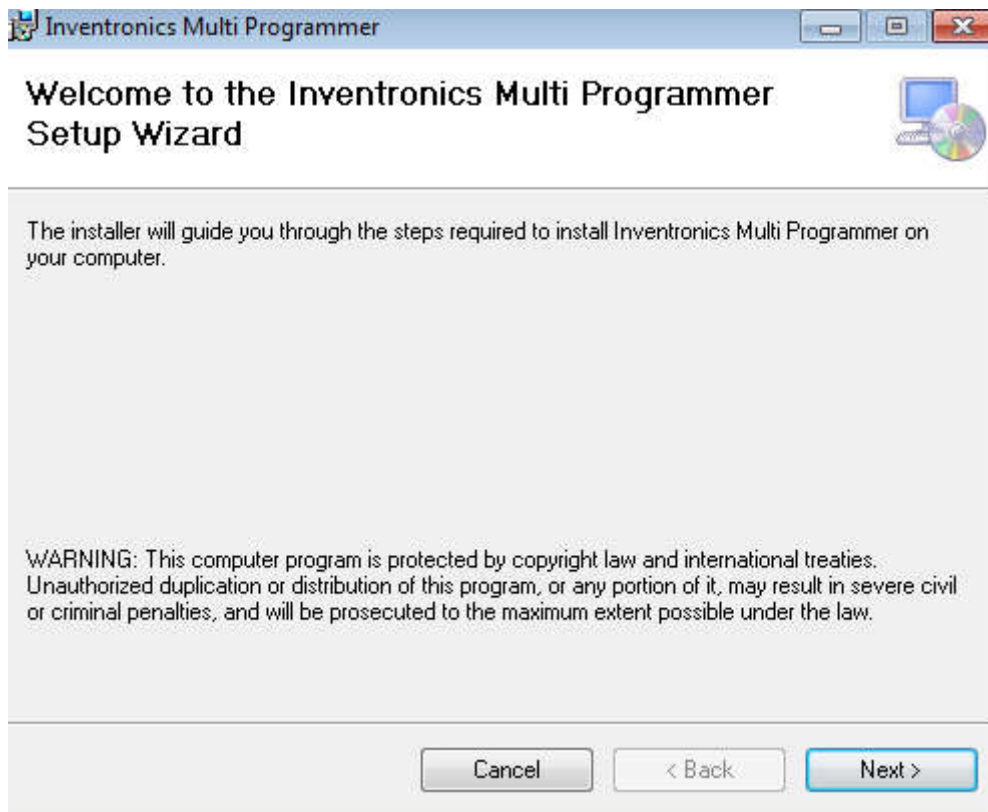 Inventronics Multi Programmer
Welcome to the Inventronics Multi Programmer
Setup Wizard
The installer will guide you through the steps required to install Inventronics Multi Programmer on
your computer.
WARNING: This computer program is protected by copyright law and international treaties.
Unauthorized duplication or distribution of this program, or any portion of it, may result in severe civil
or criminal penalties, and will be prosecuted to the maximum extent possible under the law.
Cancel
< Back
Next >